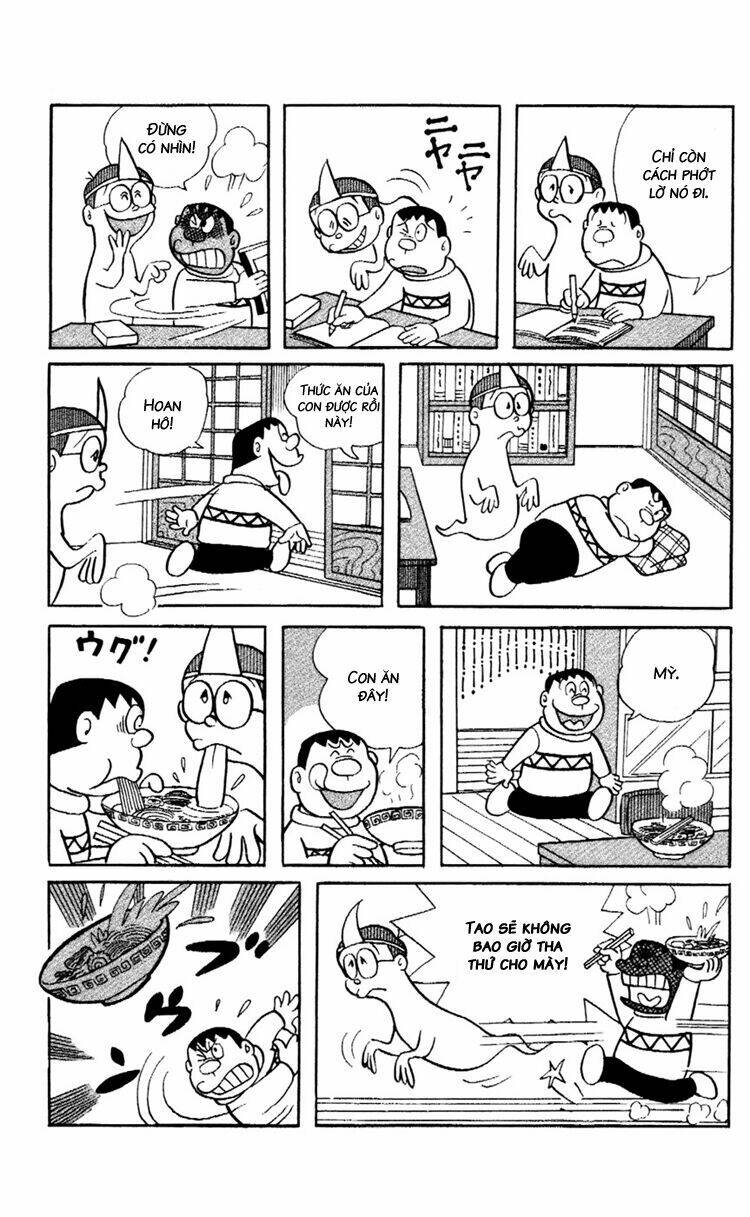 CHỈ CÒN
CÁCH PHỚT
LỜ NÓ ĐI.
ニヤ
ニヤ
ĐỪNG
CÓ NHÌN!
THỨC ĂN CỦA
CON ĐƯỢC RỒI
NÀY!
HOAN
HÔ!
MỲ.
CON ĂN
ĐÂY!
ウグ!
TAO SẼ KHÔNG
BAO GIỜ THA
THỨ CHO MÀY!
ブ
ウ